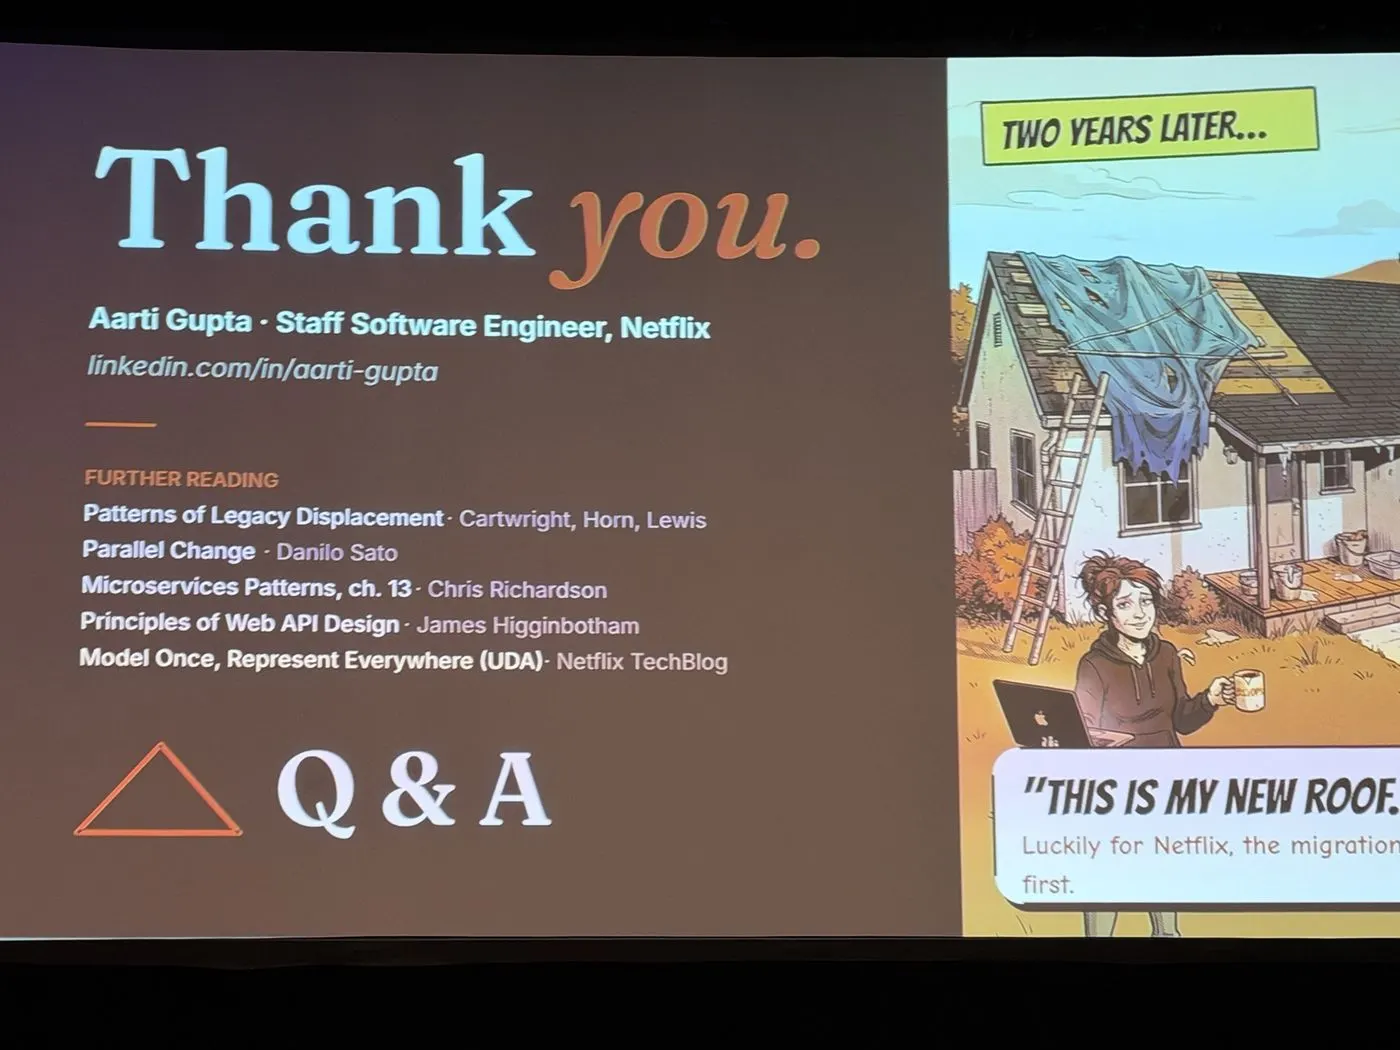 Thank you.
Aarti Gupta · Staff Software Engineer, Netflix
linkedin.com/in/aarti-gupta
FURTHER READING
Patterns of Legacy Displacement · Cartwright, Horn, Lewis
Parallel Change · Danilo Sato
Microservices Patterns, ch. 13 · Chris Richardson
Principles of Web API Design · James Higginbotham
Model Once, Represent Everywhere (UDA) · Netflix TechBlog
Q & A
TWO YEARS LATER...
"THIS IS MY NEW ROOF.
Luckily for Netflix, the migration
first.